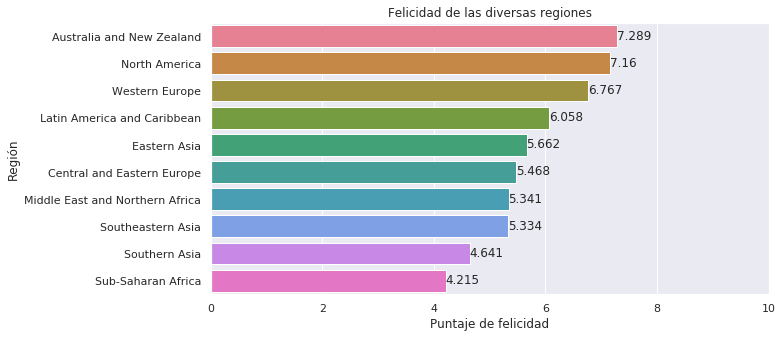 Felicidad de las diversas regiones
Australia and New Zealand 7.289
North America 7.16
Western Europe 6.767
Latin America and Caribbean 6.058
Eastern Asia 5.662
Central and Eastern Europe 5.468
Middle East and Northern Africa 5.341
Southeastern Asia 5.334
Southern Asia 4.641
Sub-Saharan Africa 4.215
Región
0 2 4 6 8 10
Puntaje de felicidad